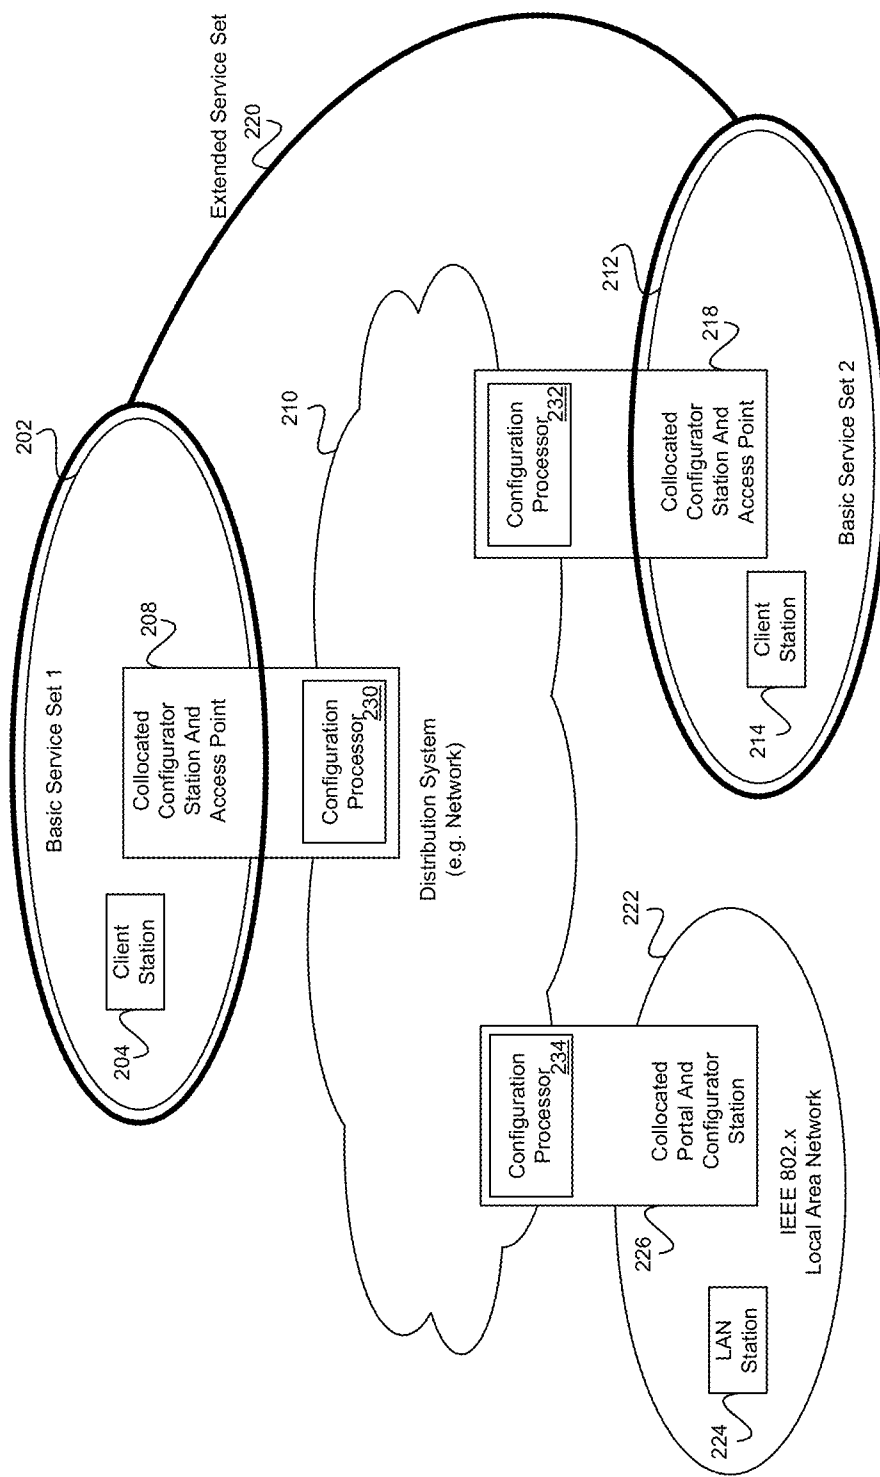 Extended Service Set
220
202
Basic Service Set 1
Client
Station
204
Collocated
Configurator
Station And
Access Point
208
Configuration
Processor
230
210
Distribution System
(e.g. Network)
Configuration
Processor
234
Collocated
Portal And
Configurator
Station
226
222
LAN
Station
224
IEEE 802.x
Local Area Network
Configuration
Processor
232
Collocated
Configurator
Station And
Access Point
218
212
Client
Station
214
Basic Service Set 2